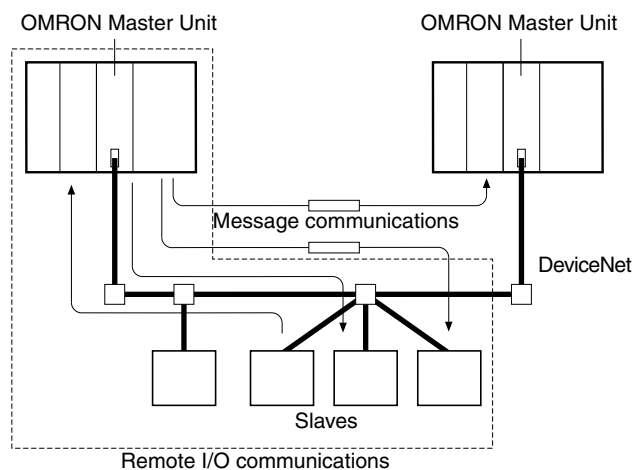 OMRON Master Unit
OMRON Master Unit
Message communications
DeviceNet
Slaves
Remote I/O communications